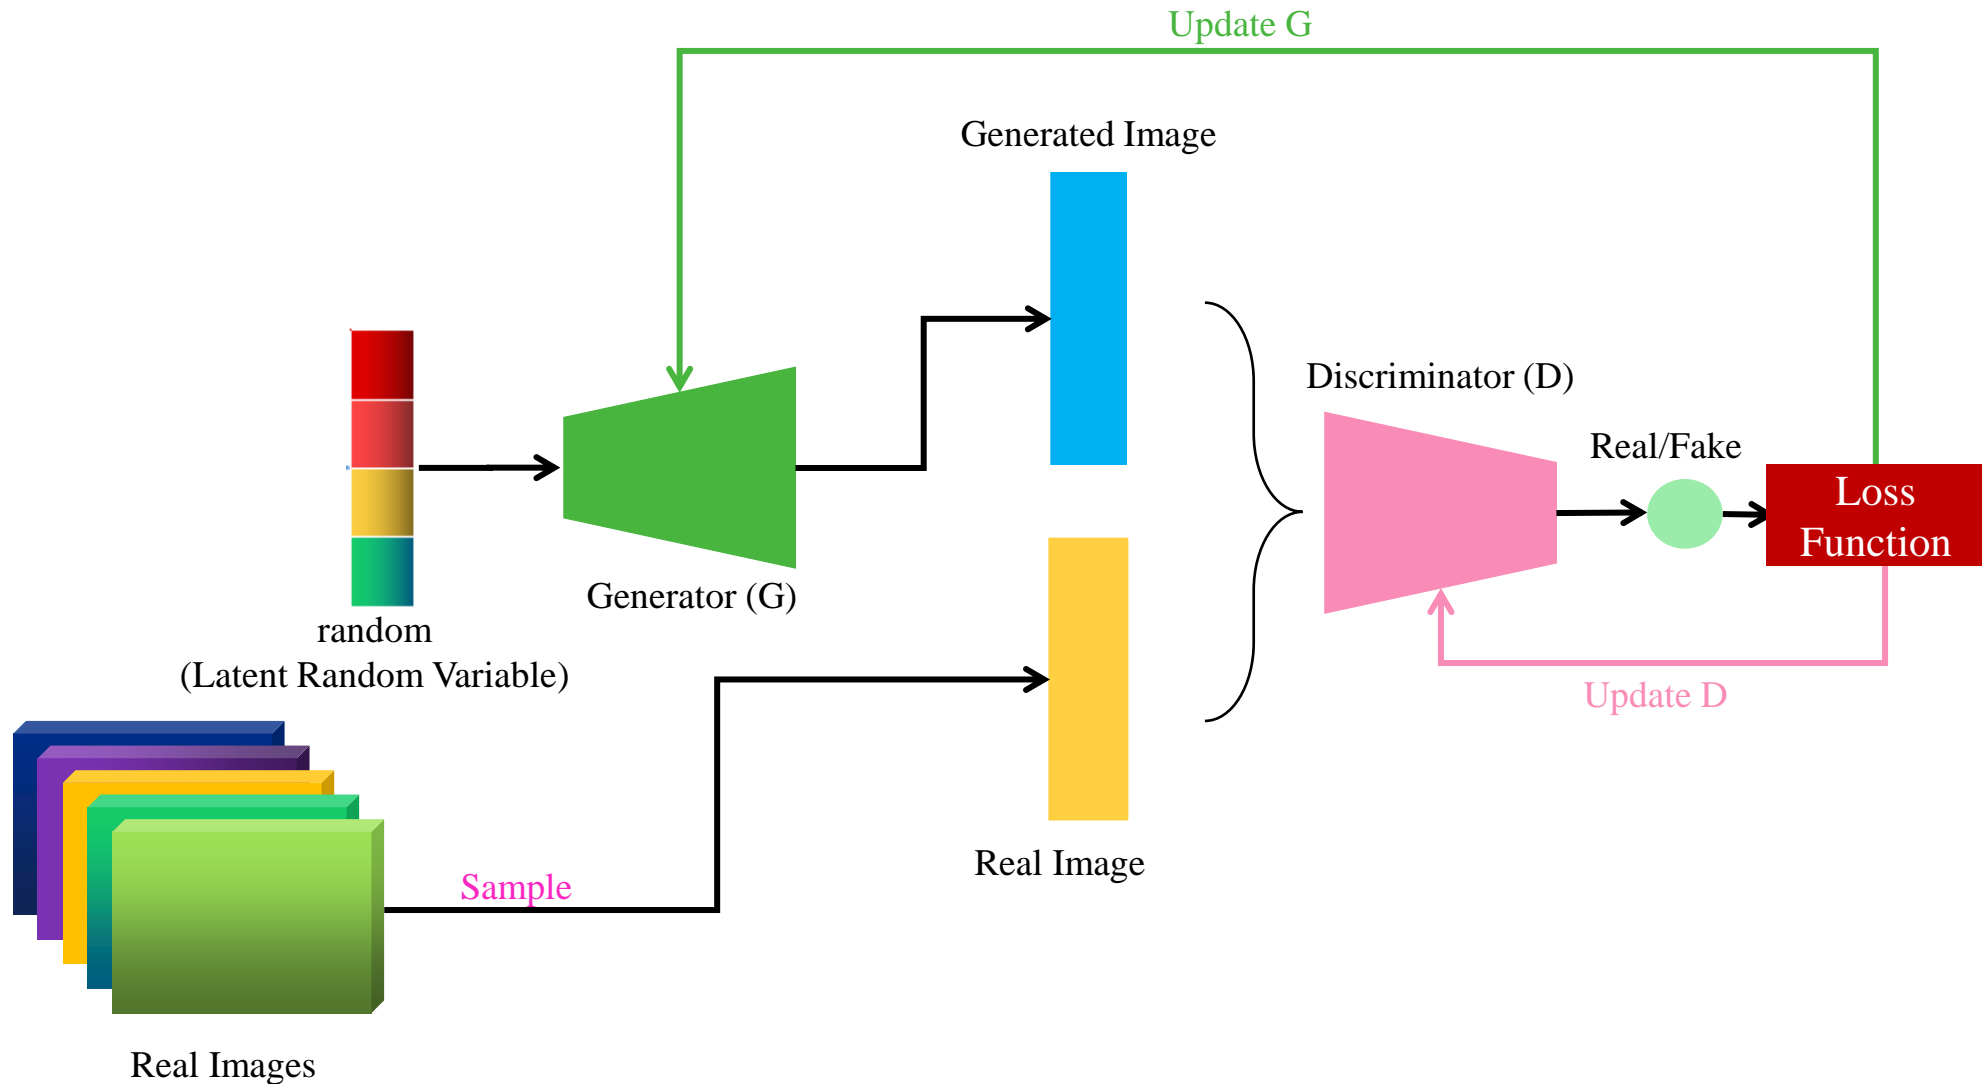 Update G
Generated Image
Discriminator (D)
Real/Fake
Loss
Function
Generator (G)
random
(Latent Random Variable)
Update D
Real Image
Sample
Real Images